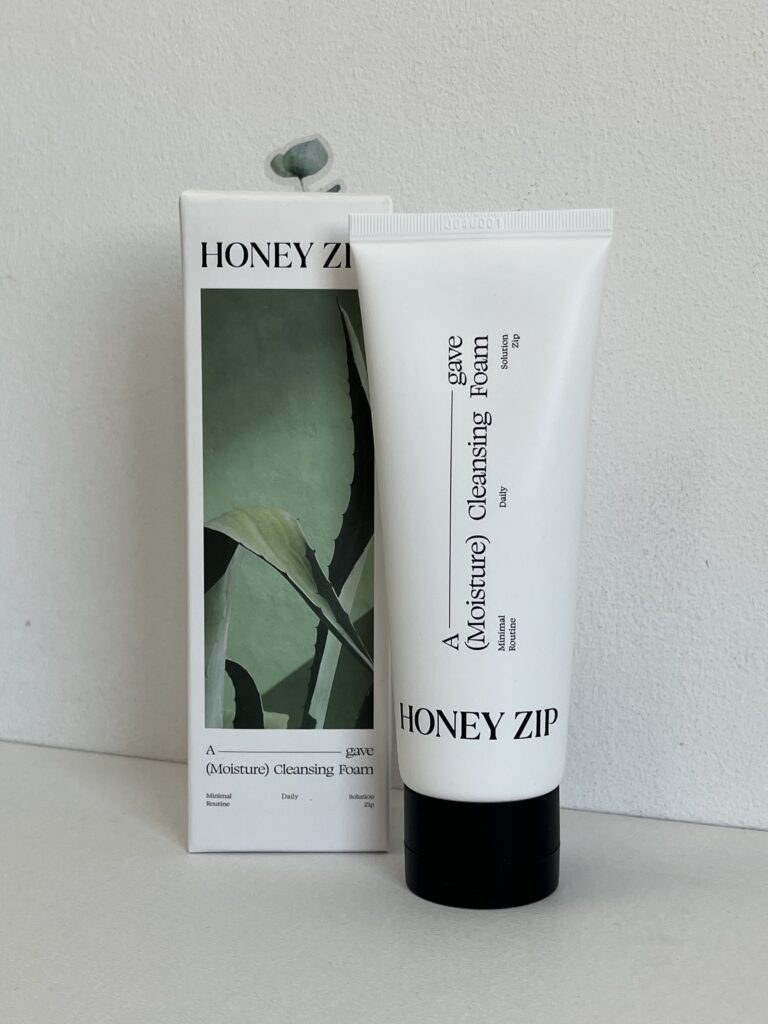 HONEY ZI
A gave
(Moisture) Cleansing Foam
Minimal
Routine
Daily
Solution
Zip
A gave
(Moisture) Cleansing Foam
Minimal
Routine
Daily
Solution
Zip
HONEY ZIP